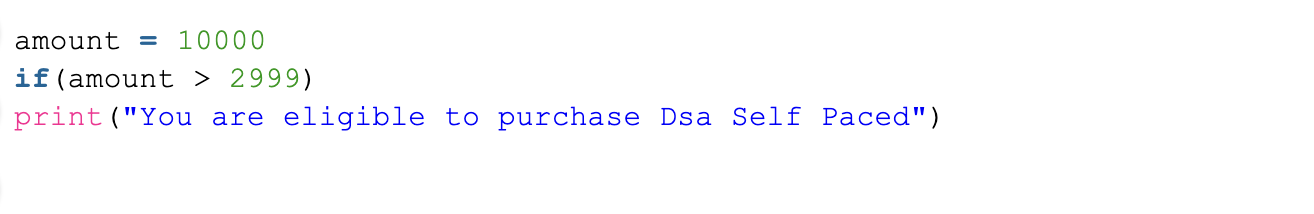 amount = 10000
if(amount > 2999)
print("You are eligible to purchase Dsa Self Paced")